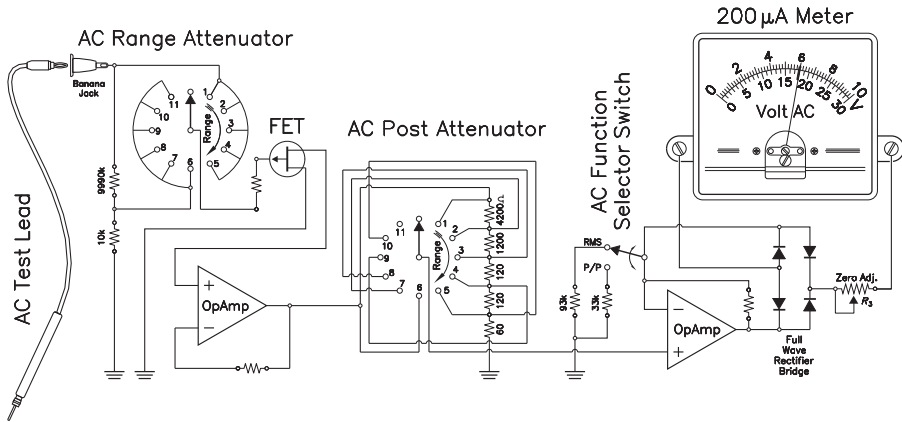 200 μA Meter
AC Range Attenuator
Banana
Jack
AC Test Lead
9990k
10k
11
10
9
8
7
6
1
2
3
4
5
Range
FET
OpAmp
+
−
AC Post Attenuator
11
10
9
8
7
6
1
2
3
4
5
Range
4200Ω
1200
120
120
60
AC Function
Selector Switch
RMS
P/P
93k
33k
OpAmp
−
+
0 2 4 6 8 10
0 5 10 15 20 25 30 V
Volt AC
Zero Adj.
R3
Full
Wave
Rectifier
Bridge